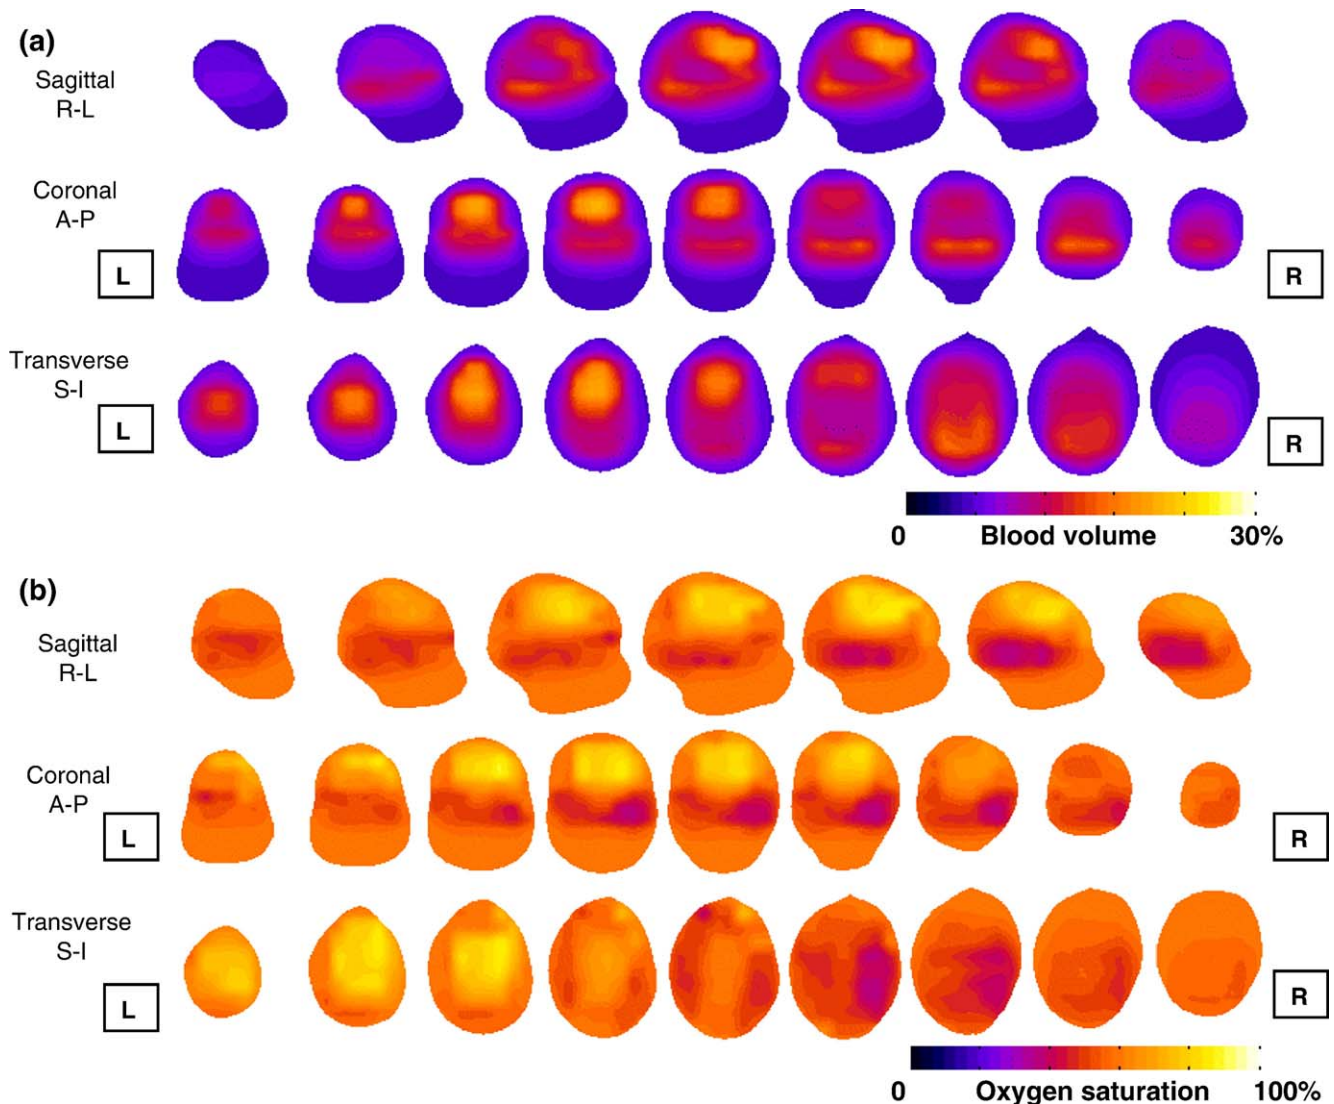 (a)
Sagittal
R-L
Coronal
A-P
L
R
Transverse
S-I
L
R
0 Blood volume 30%
(b)
Sagittal
R-L
Coronal
A-P
L
R
Transverse
S-I
L
R
0 Oxygen saturation 100%